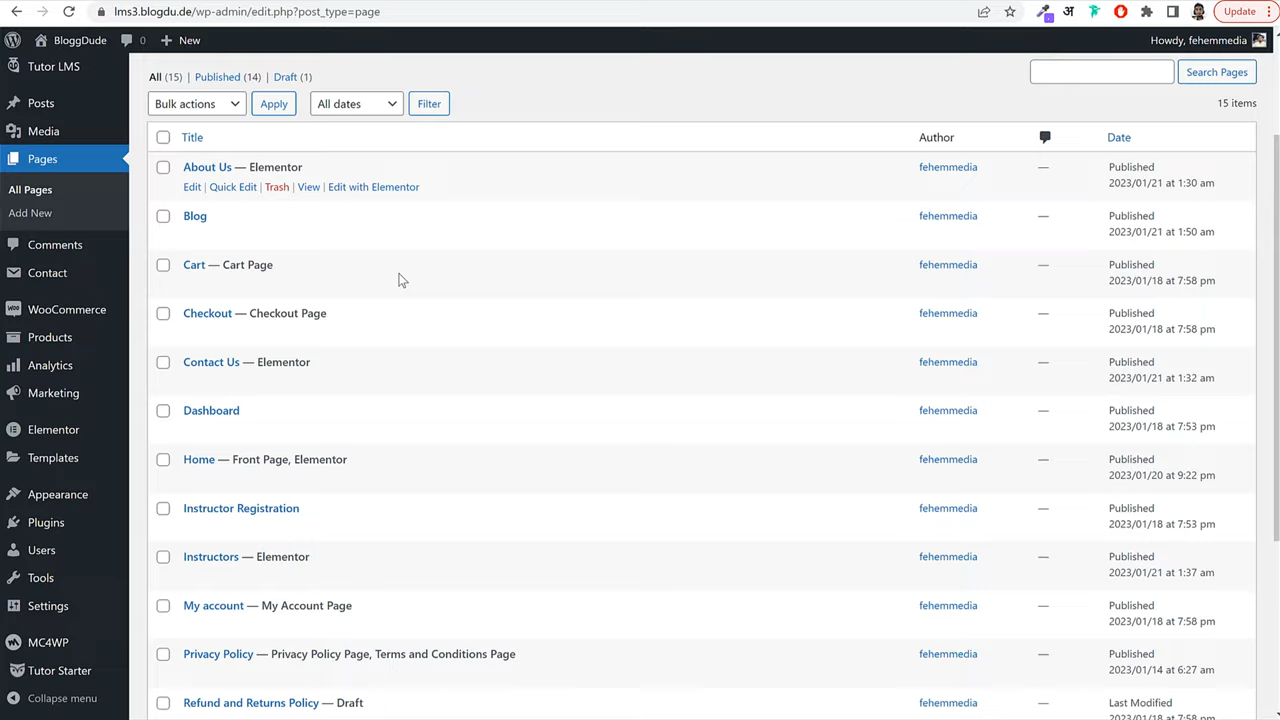 lms3.blogdu.de/wp-admin/edit.php?post_type=page
अ
Update
BloggDude
0
New
Howdy, fehemmedia
Tutor LMS
Posts
Media
Pages
All Pages
Add New
Comments
Contact
WooCommerce
Products
Analytics
Marketing
Elementor
Templates
Appearance
Plugins
Users
Tools
Settings
MC4WP
Tutor Starter
Collapse menu
All (15) | Published (14) | Draft (1)
Search Pages
Bulk actions
Apply
All dates
Filter
15 items
Title Author Date
About Us — Elementor fehemmedia — Published
Edit | Quick Edit | Trash | View | Edit with Elementor 2023/01/21 at 1:30 am
Blog fehemmedia — Published
2023/01/21 at 1:50 am
Cart — Cart Page fehemmedia — Published
2023/01/18 at 7:58 pm
Checkout — Checkout Page fehemmedia — Published
2023/01/18 at 7:58 pm
Contact Us — Elementor fehemmedia — Published
2023/01/21 at 1:32 am
Dashboard fehemmedia — Published
2023/01/18 at 7:53 pm
Home — Front Page, Elementor fehemmedia — Published
2023/01/20 at 9:22 pm
Instructor Registration fehemmedia — Published
2023/01/18 at 7:53 pm
Instructors — Elementor fehemmedia — Published
2023/01/21 at 1:37 am
My account — My Account Page fehemmedia — Published
2023/01/18 at 7:58 pm
Privacy Policy — Privacy Policy Page, Terms and Conditions Page fehemmedia — Published
2023/01/14 at 6:27 am
Refund and Returns Policy — Draft fehemmedia — Last Modified
2023/01/18 at 7:58 pm